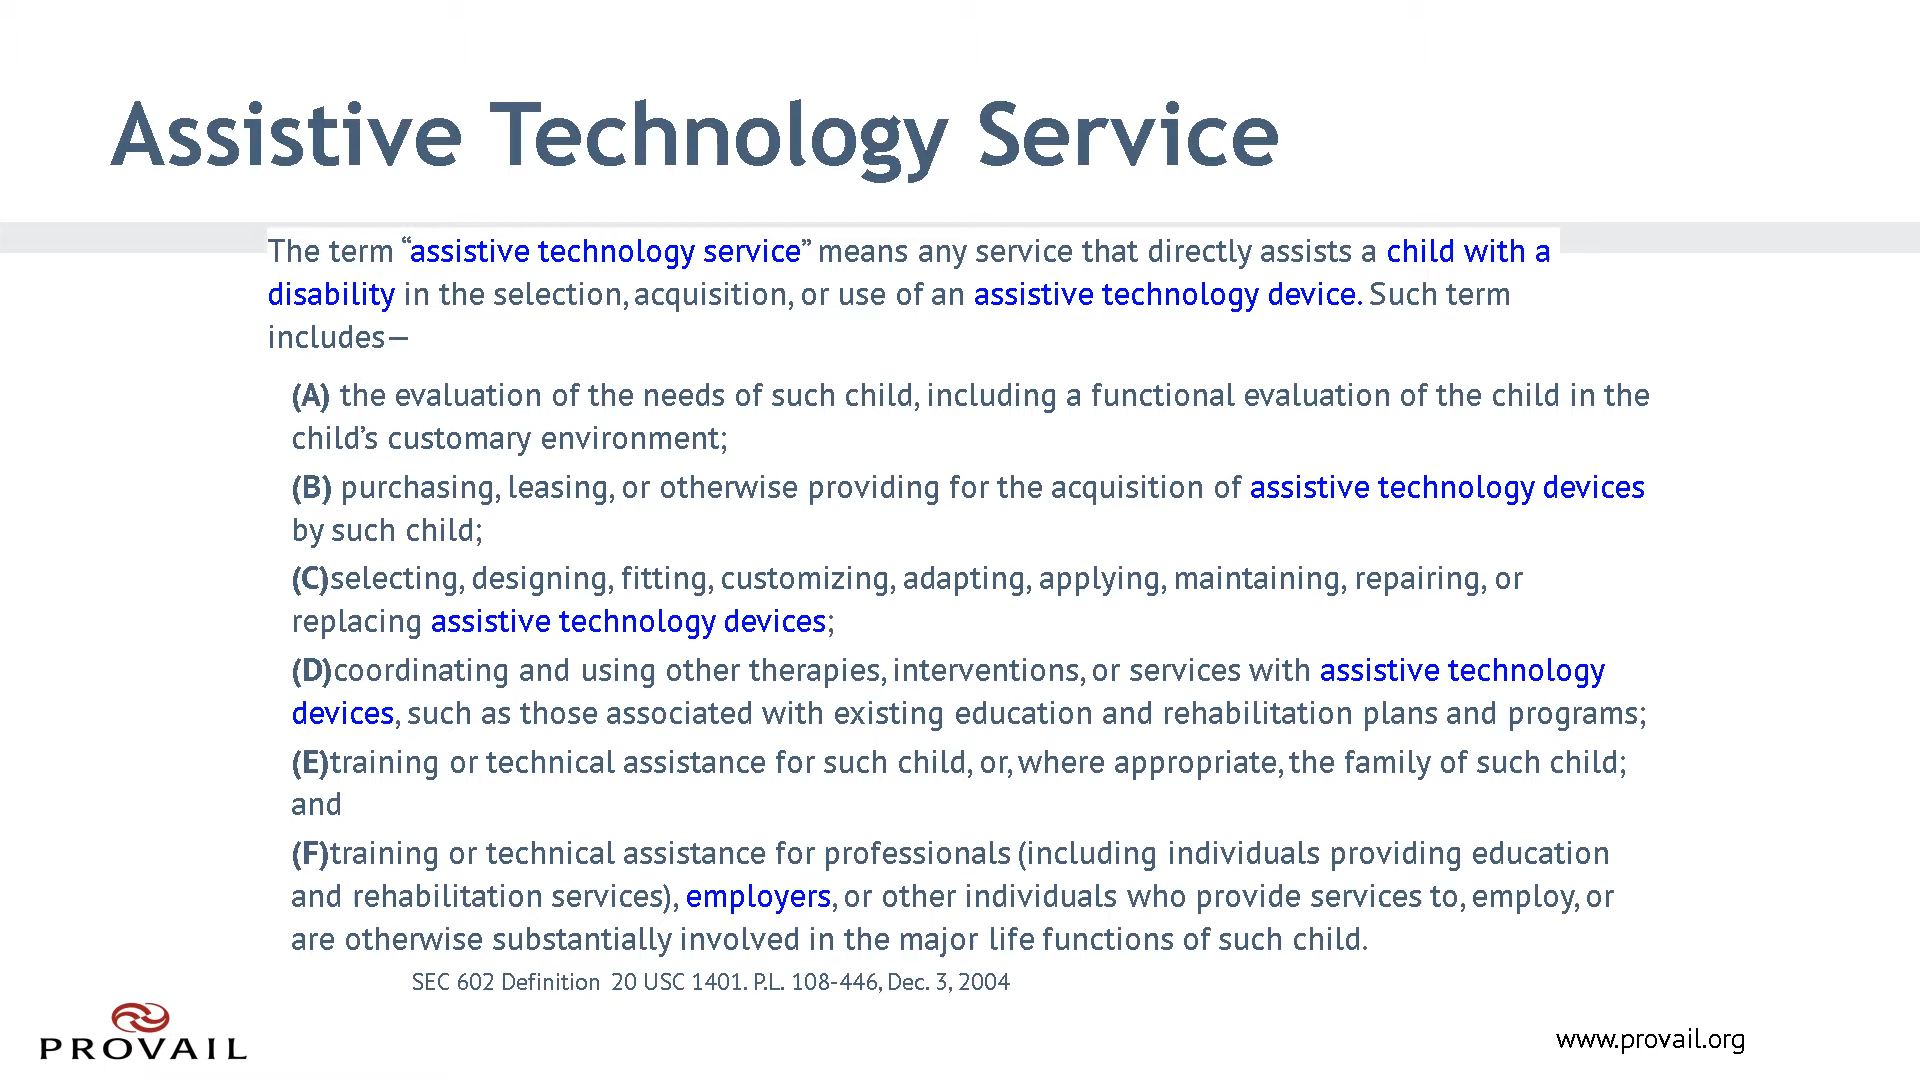 Assistive Technology Service
The term “assistive technology service” means any service that directly assists a child with a
disability in the selection, acquisition, or use of an assistive technology device. Such term
includes—
(A) the evaluation of the needs of such child, including a functional evaluation of the child in the
child’s customary environment;
(B) purchasing, leasing, or otherwise providing for the acquisition of assistive technology devices
by such child;
(C)selecting, designing, fitting, customizing, adapting, applying, maintaining, repairing, or
replacing assistive technology devices;
(D)coordinating and using other therapies, interventions, or services with assistive technology
devices, such as those associated with existing education and rehabilitation plans and programs;
(E)training or technical assistance for such child, or, where appropriate, the family of such child;
and
(F)training or technical assistance for professionals (including individuals providing education
and rehabilitation services), employers, or other individuals who provide services to, employ, or
are otherwise substantially involved in the major life functions of such child.
SEC 602 Definition 20 USC 1401. P.L. 108-446, Dec. 3, 2004
PROVAIL
www.provail.org